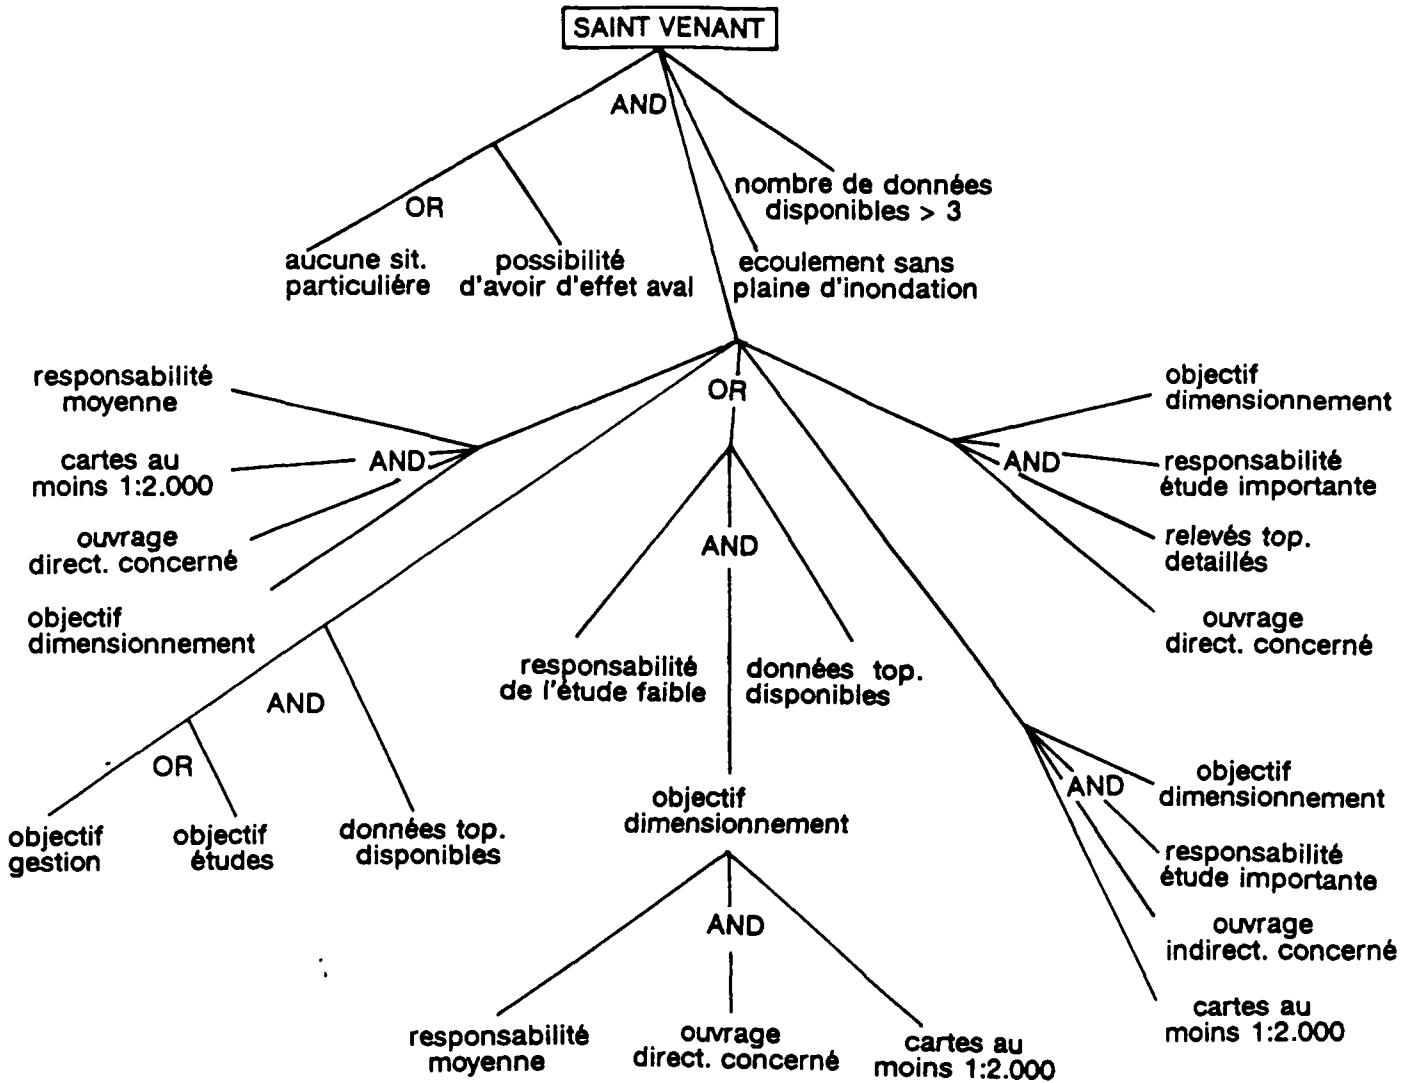 SAINT VENANT
AND
nombre de données
disponibles > 3
OR
aucune sit.
particuliére
possibilité
d'avoir d'effet aval
ecoulement sans
plaine d'inondation
responsabilité
moyenne
OR
objectif
dimensionnement
cartes au
moins 1:2.000
AND
AND
responsabilité
étude importante
ouvrage
direct. concerné
AND
relevés top.
detaillés
objectif
dimensionnement
ouvrage
direct. concerné
responsabilité
de l'étude faible
données top.
disponibles
AND
OR
objectif
gestion
objectif
études
données top.
disponibles
objectif
dimensionnement
AND
objectif
dimensionnement
responsabilité
étude importante
ouvrage
indirect. concerné
cartes au
moins 1:2.000
AND
responsabilité
moyenne
ouvrage
direct. concerné
cartes au
moins 1:2.000